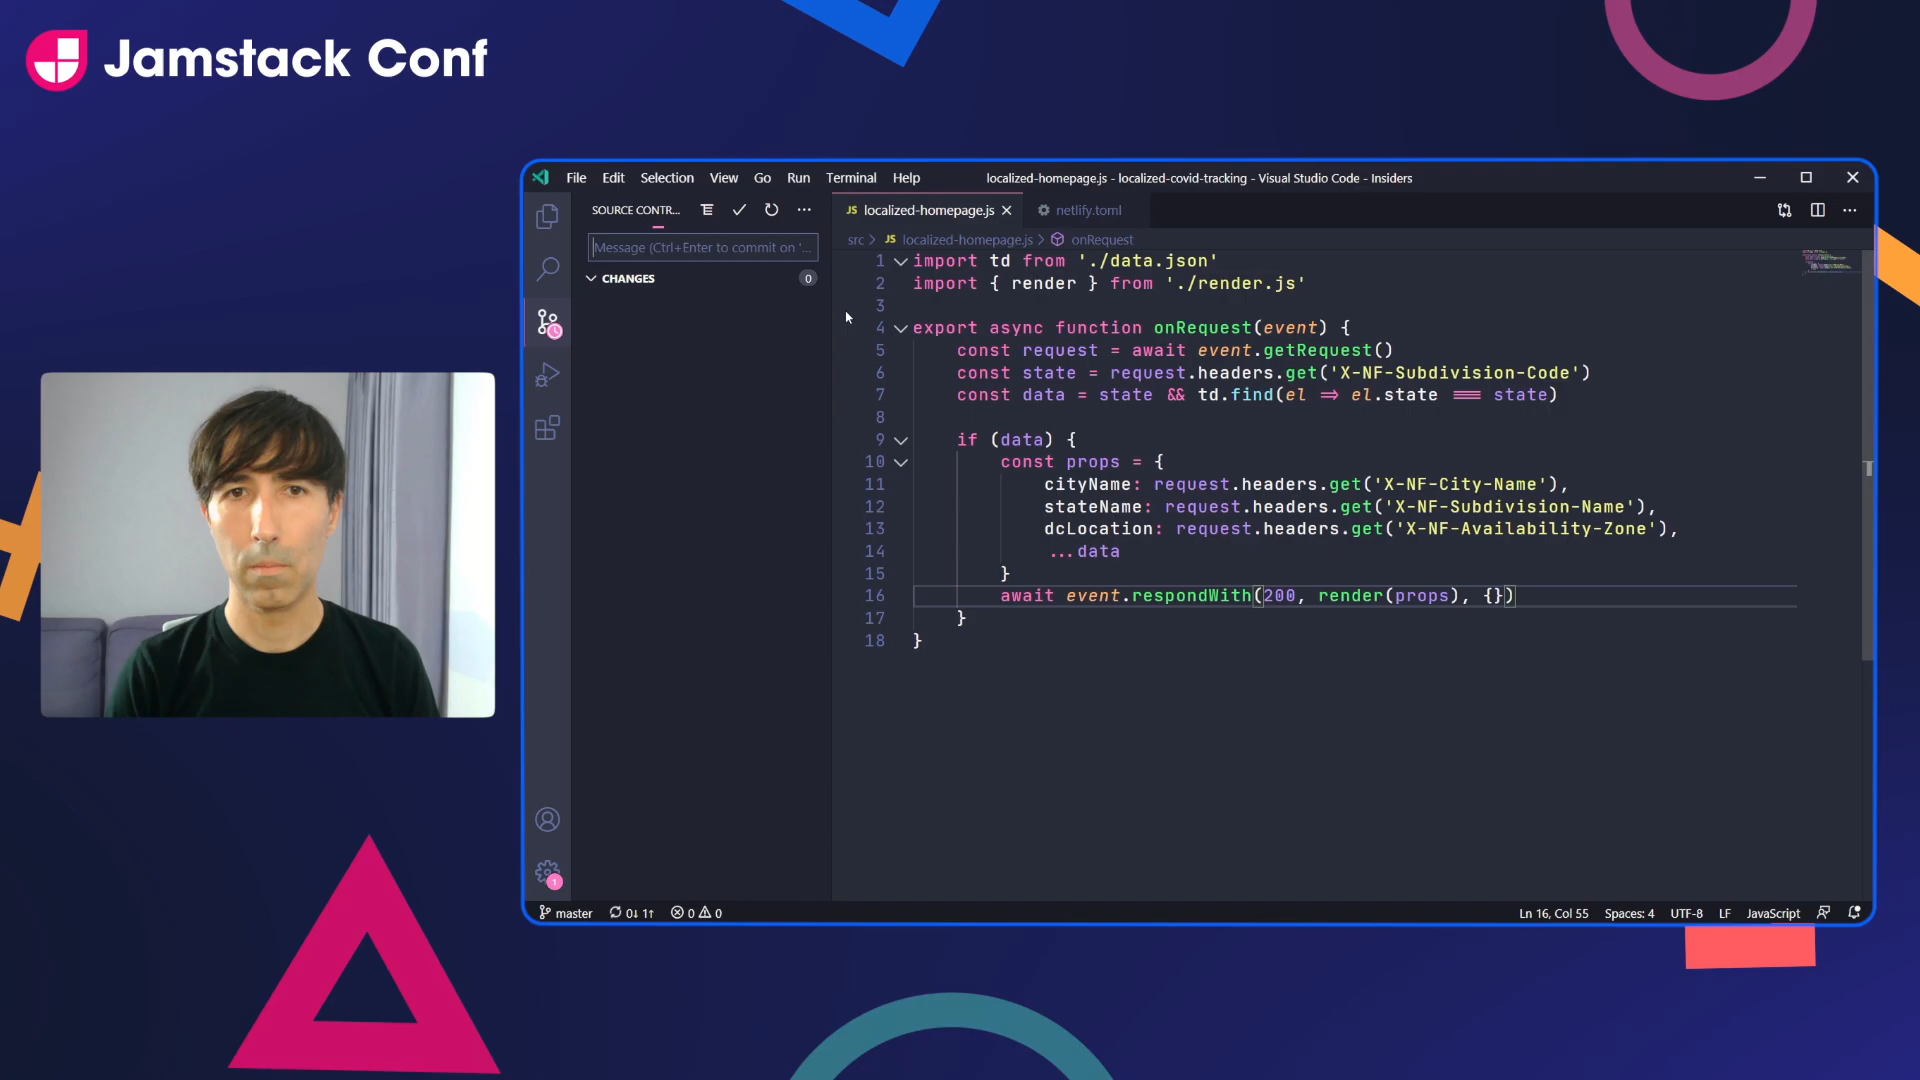 Jamstack Conf
File Edit Selection View Go Run Terminal Help
localized-homepage.js - localized-covid-tracking - Visual Studio Code - Insiders
SOURCE CONTR...
localized-homepage.js
netlify.toml
Message (Ctrl+Enter to commit on '...
CHANGES
0
src > JS localized-homepage.js > onRequest
1 import td from './data.json'
2 import { render } from './render.js'
3
4 export async function onRequest(event) {
5 const request = await event.getRequest()
6 const state = request.headers.get('X-NF-Subdivision-Code')
7 const data = state && td.find(el => el.state === state)
8
9 if (data) {
10 const props = {
11 cityName: request.headers.get('X-NF-City-Name'),
12 stateName: request.headers.get('X-NF-Subdivision-Name'),
13 dcLocation: request.headers.get('X-NF-Availability-Zone'),
14 ...data
15 }
16 await event.respondWith(200, render(props), {})
17 }
18 }
1
master 0↓ 1↑ 0 0
Ln 16, Col 55 Spaces: 4 UTF-8 LF JavaScript